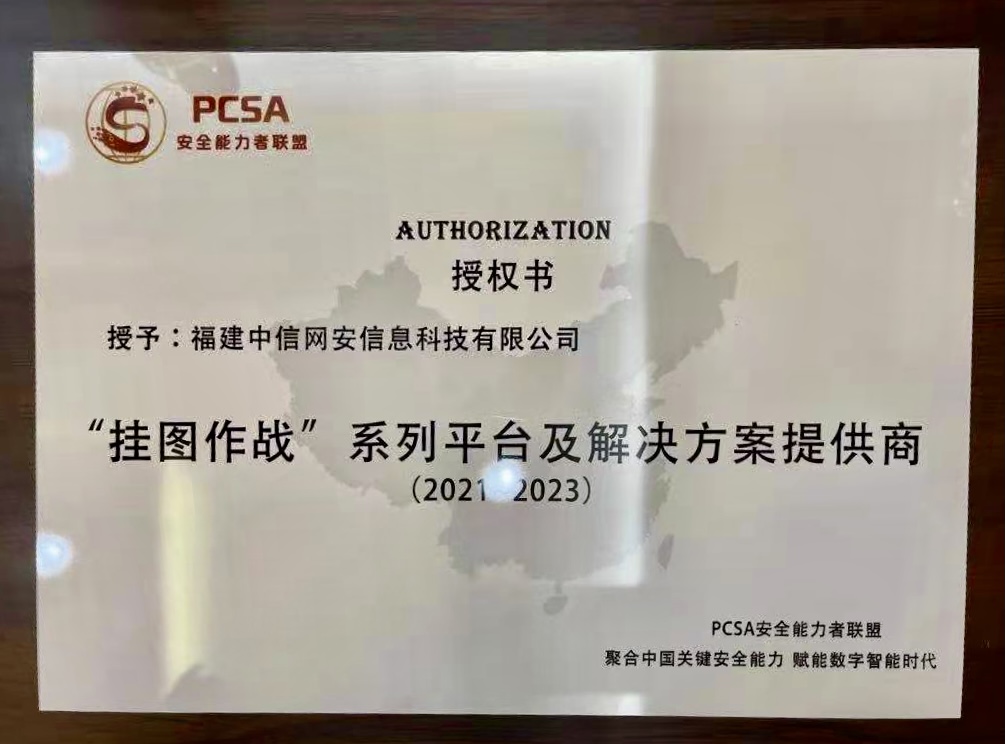 PCSA
安全能力者联盟
AUTHORIZATION
授权书
授予：福建中信网安信息科技有限公司
“挂图作战”系列平台及解决方案提供商
（2021 2023）
PCSA安全能力者联盟
聚合中国关键安全能力 赋能数字智能时代